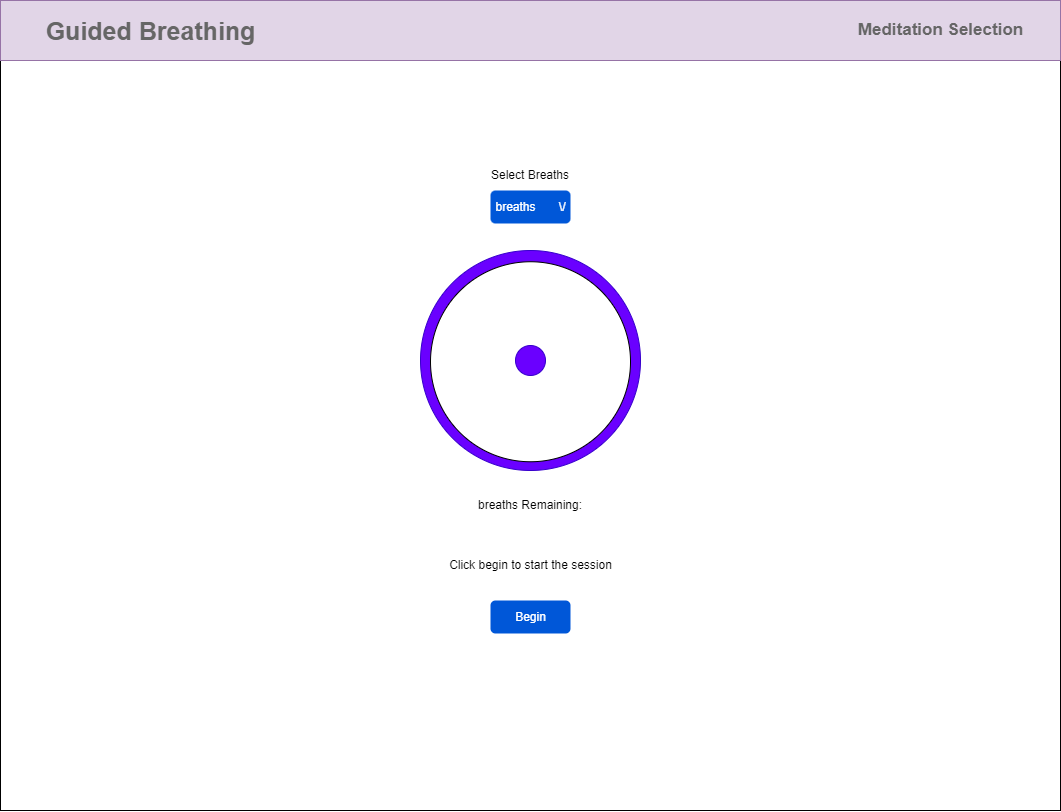 Guided Breathing
Meditation Selection
Select Breaths
breaths V
breaths Remaining:
Click begin to start the session
Begin